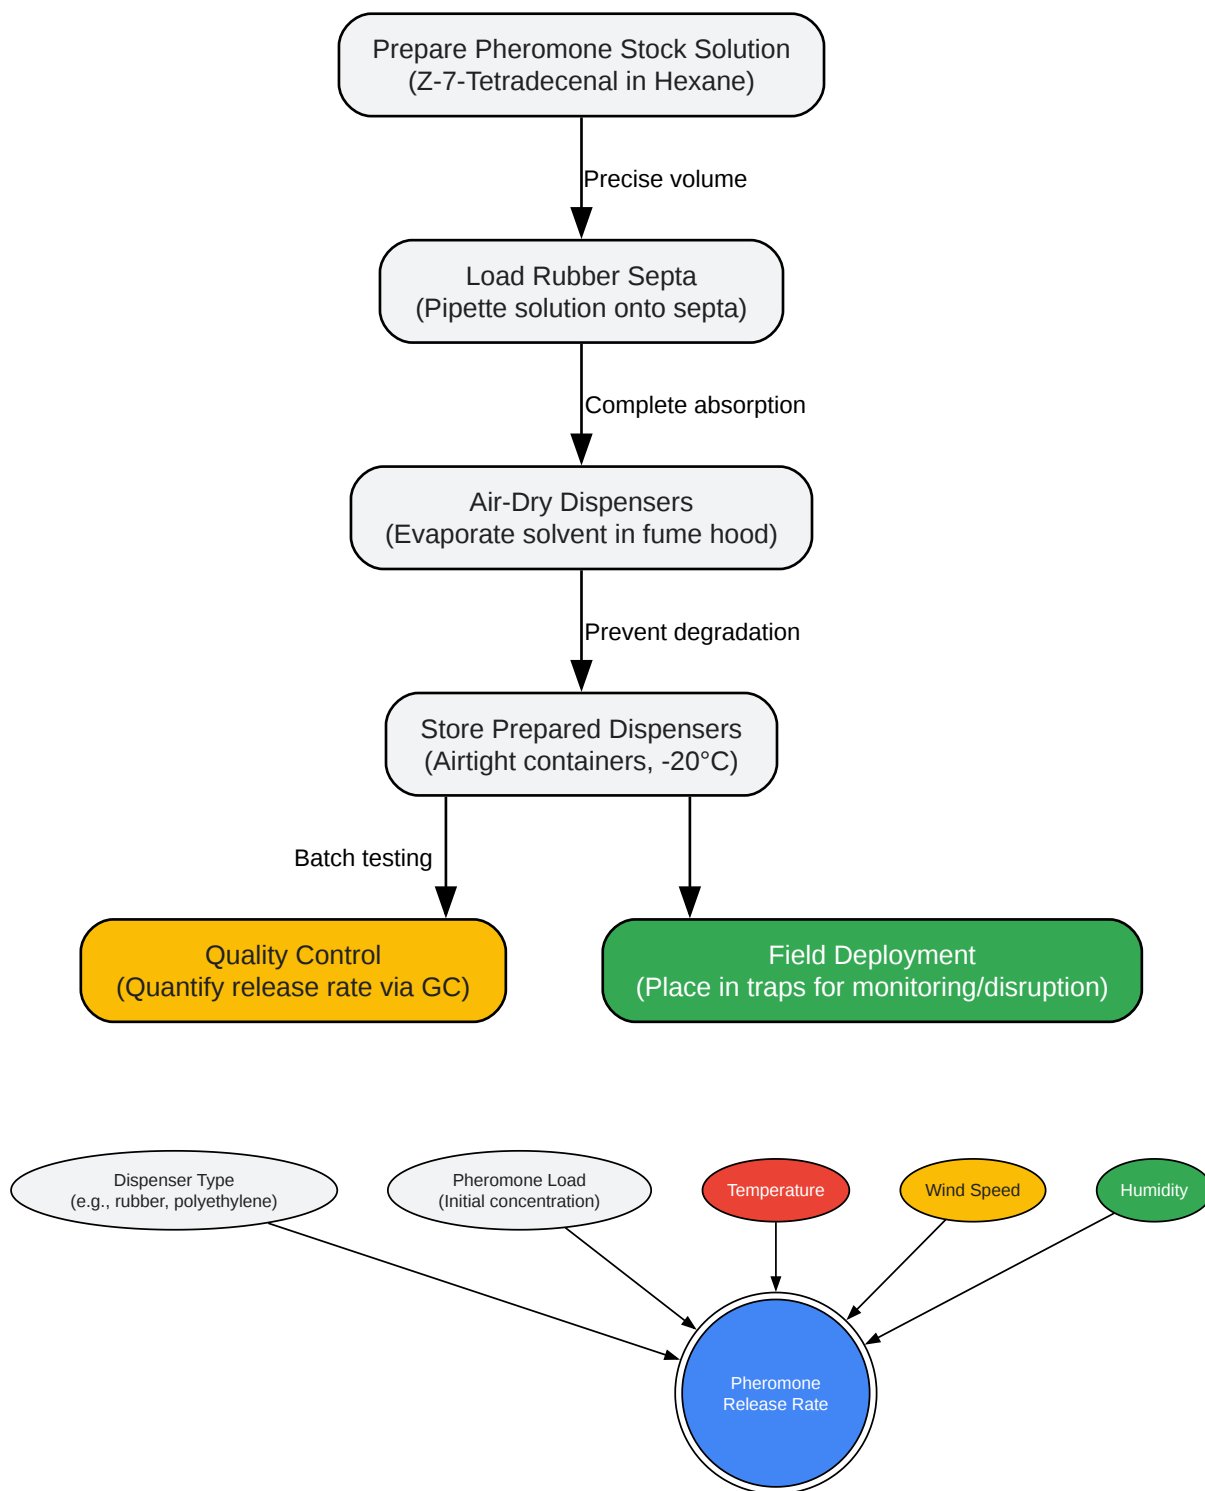 Prepare Pheromone Stock Solution
(Z-7-Tetradecenal in Hexane)
Precise volume
Load Rubber Septa
(Pipette solution onto septa)
Complete absorption
Air-Dry Dispensers
(Evaporate solvent in fume hood)
Prevent degradation
Store Prepared Dispensers
(Airtight containers, -20°C)
Batch testing
Quality Control
(Quantify release rate via GC)
Field Deployment
(Place in traps for monitoring/disruption)
Dispenser Type
(e.g., rubber, polyethylene)
Pheromone Load
(Initial concentration)
Temperature
Wind Speed
Humidity
Pheromone
Release Rate